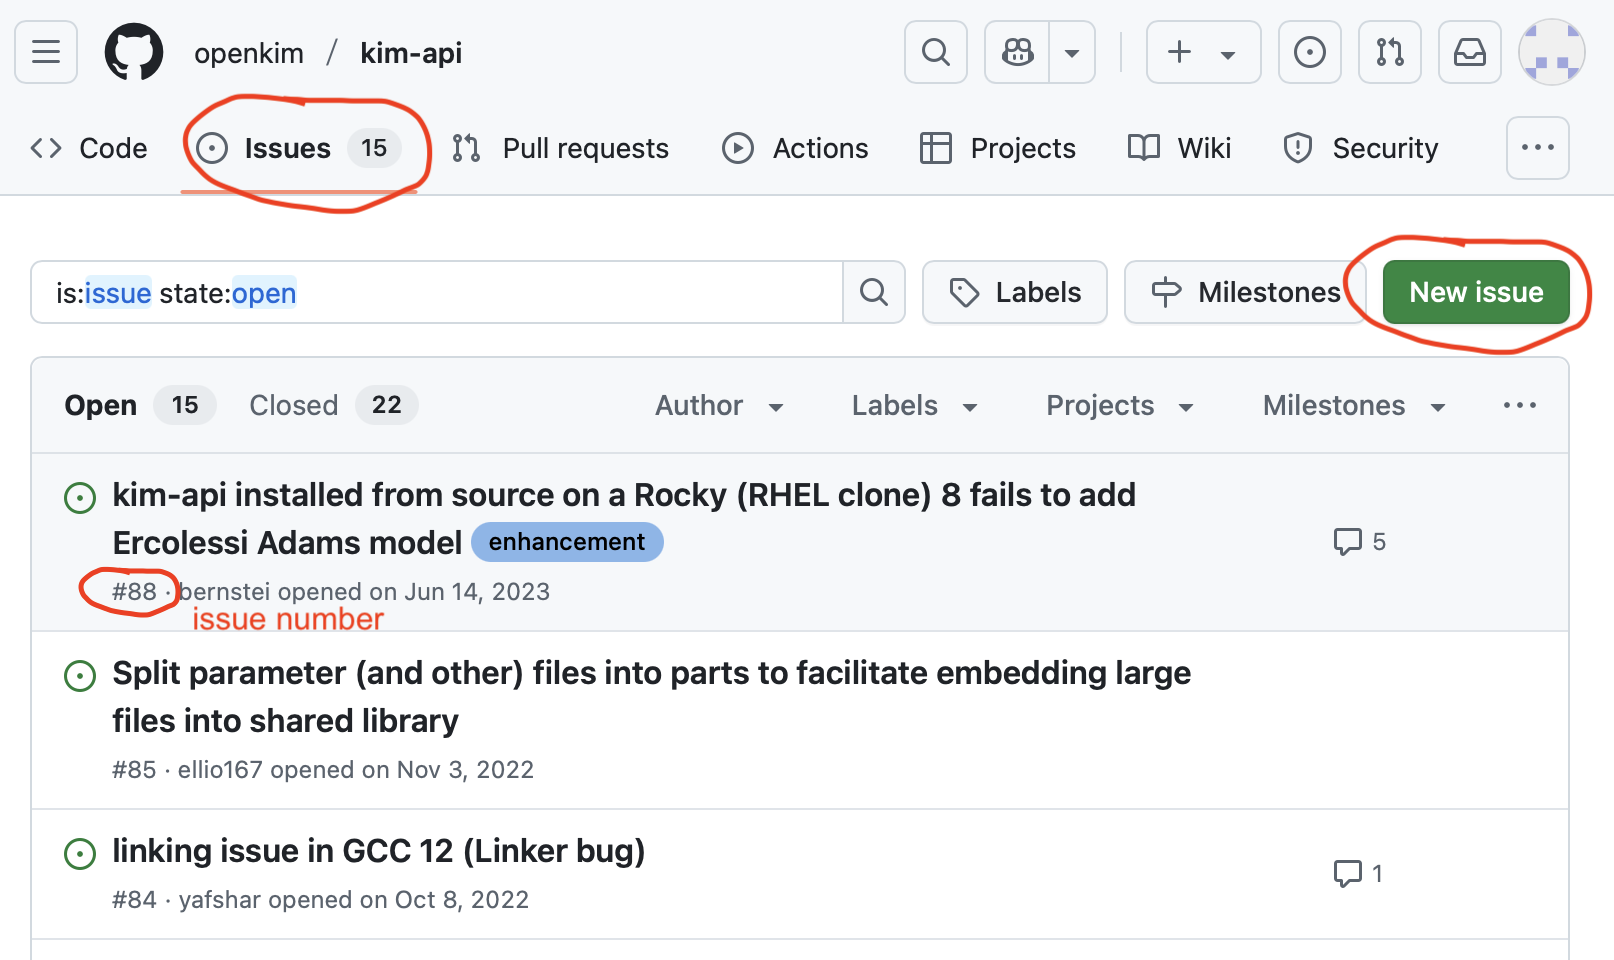 openkim / kim-api
Code Issues 15 Pull requests Actions Projects Wiki Security
is:issue state:open Labels Milestones New issue
Open 15 Closed 22 Author Labels Projects Milestones
kim-api installed from source on a Rocky (RHEL clone) 8 fails to add
Ercolessi Adams model enhancement
5
#88 · bernstei opened on Jun 14, 2023
issue number
Split parameter (and other) files into parts to facilitate embedding large
files into shared library
#85 · ellio167 opened on Nov 3, 2022
linking issue in GCC 12 (Linker bug)
1
#84 · yafshar opened on Oct 8, 2022